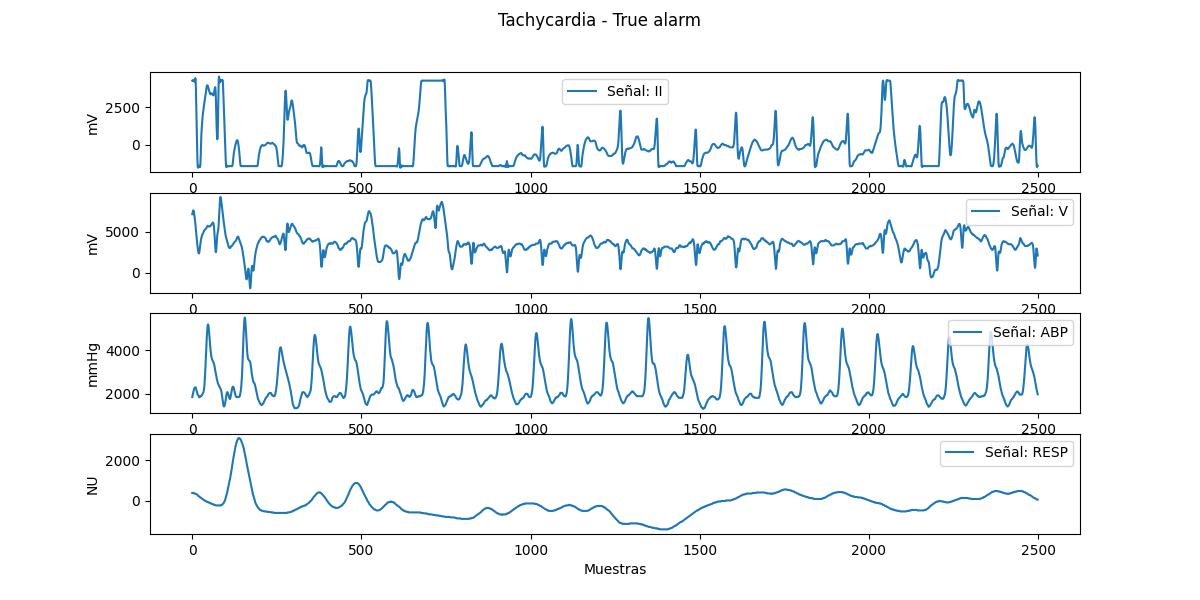 Tachycardia - True alarm
mV
2500
0
Señal: II
0 500 1000 1500 2000 2500
mV
5000
0
Señal: V
0 500 1000 1500 2000 2500
mmHg
4000
2000
Señal: ABP
0 500 1000 1500 2000 2500
NU
2000
0
Señal: RESP
0 500 1000 1500 2000 2500
Muestras